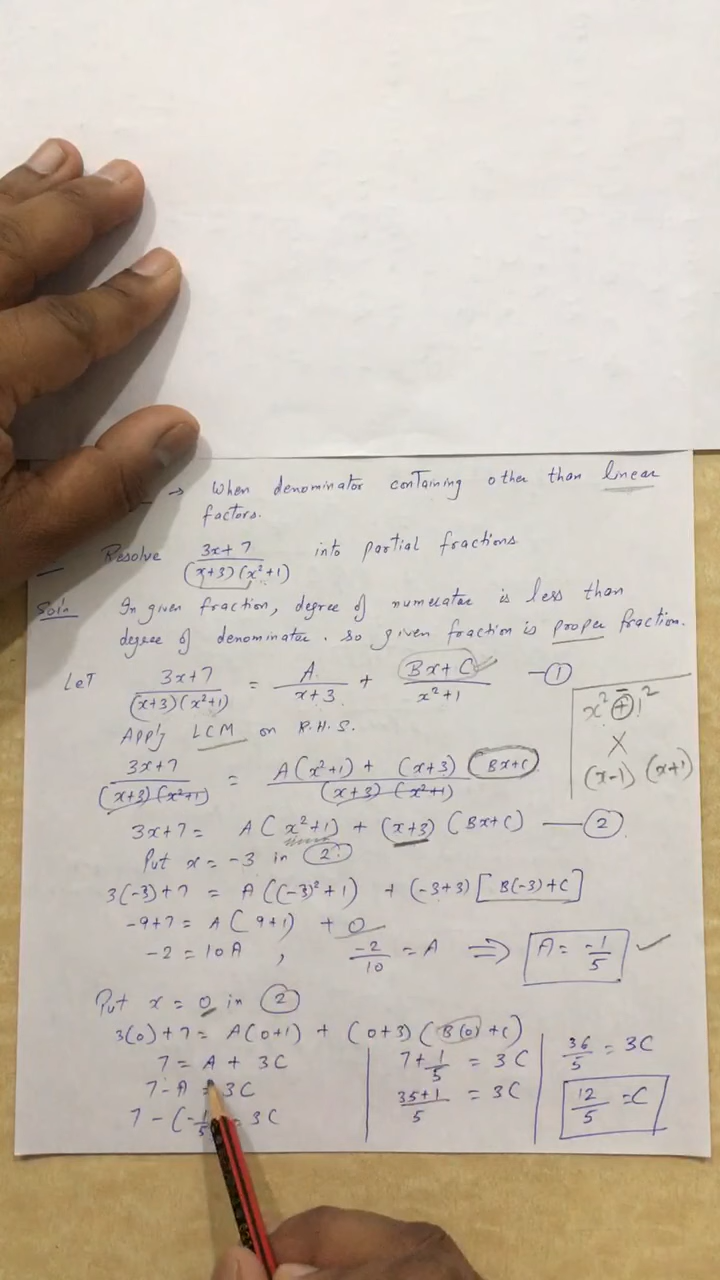 → When denominator containing other than linear
factors.
Resolve (3x+7)/((x+3)(x²+1)) into partial fractions
Soln In given fraction, degree of numerator is less than
degree of denominator. so given fraction is proper fraction.
Let (3x+7)/((x+3)(x²+1)) = A/(x+3) + (Bx+C)/(x²+1) — ①
Apply LCM on R.H.S.
x² + 1²
×
(x-1) (x+1)
(3x+7)/((x+3)(x²+1)) = (A(x²+1) + (x+3)(Bx+C))/((x+3)(x²+1))
3x+7 = A(x²+1) + (x+3)(Bx+C) — ②
Put x = -3 in ②
3(-3)+7 = A((-3)²+1) + (-3+3)[B(-3)+C]
-9+7 = A(9+1) + 0
-2 = 10A , -2/10 = A ⇒ A = -1/5
Put x = 0 in ②
3(0)+7 = A(0+1) + (0+3)(B(0)+C)
7 = A + 3C
7-A = 3C
7-(-1/5) = 3C
7+1/5 = 3C
(35+1)/5 = 3C
36/5 = 3C
12/5 = C